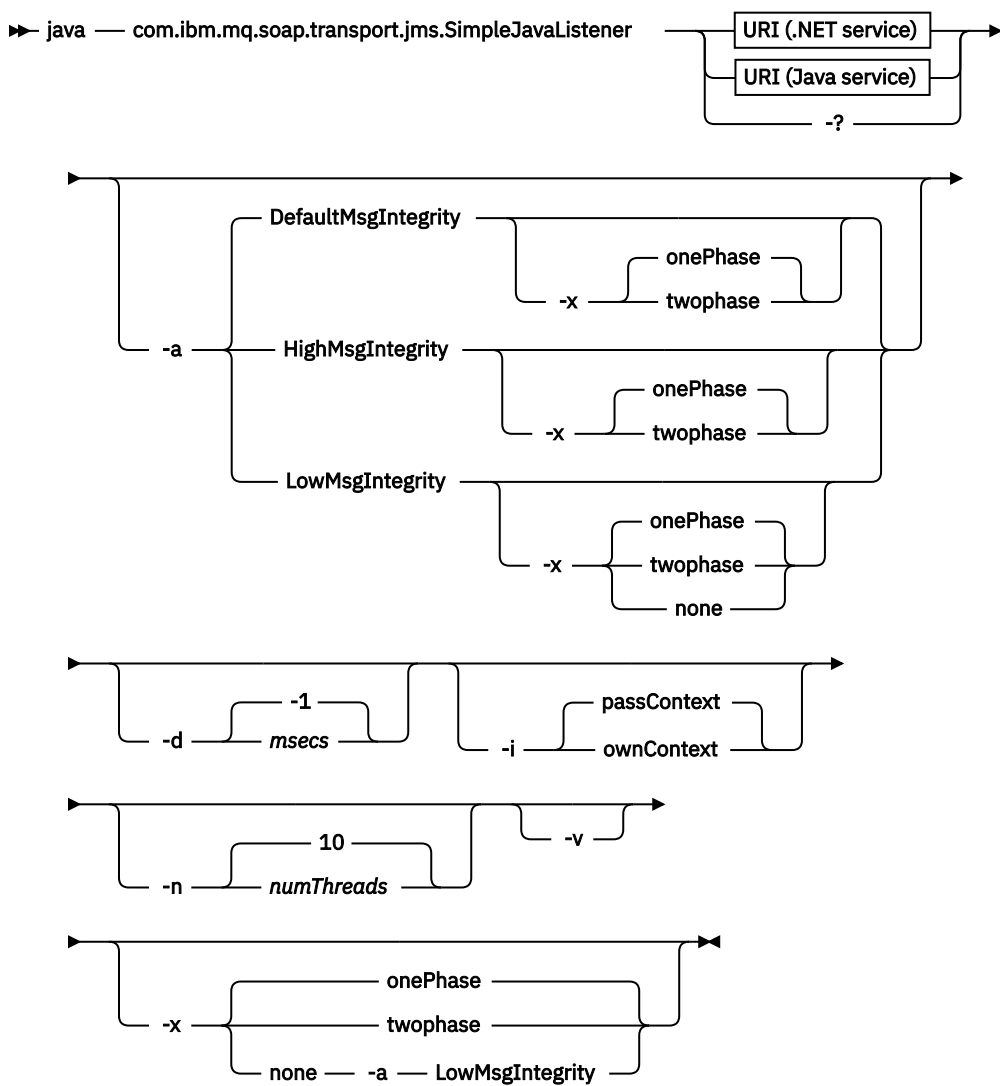 java com.ibm.mq.soap.transport.jms.SimpleJavaListener URI (.NET service)
URI (Java service)
-?
DefaultMsgIntegrity
onePhase
-x twophase
-a HighMsgIntegrity
onePhase
-x twophase
LowMsgIntegrity
onePhase
-x twophase
none
-1 passContext
-d msecs -i ownContext
10 -v
-n numThreads
onePhase
-x twophase
none -a LowMsgIntegrity